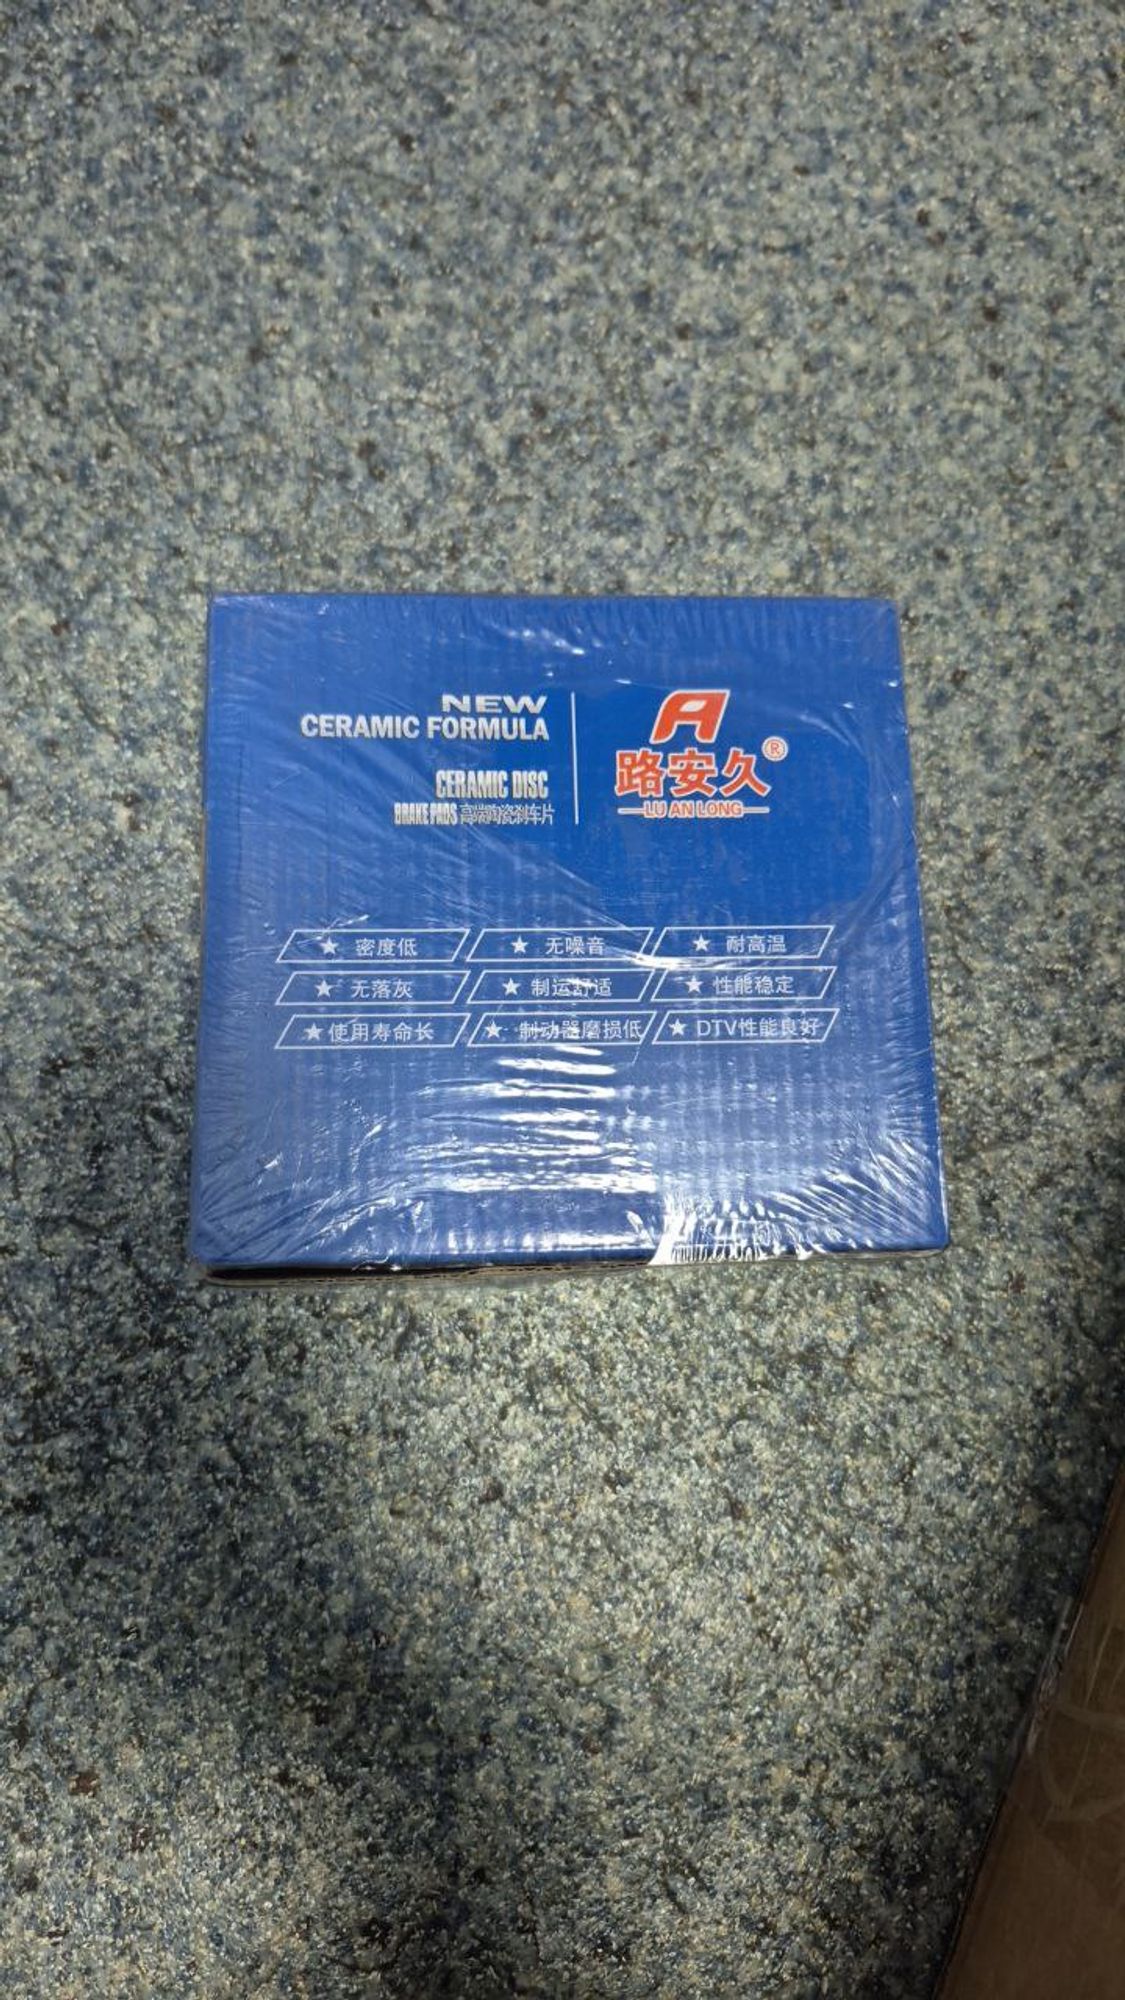 NEW
CERAMIC FORMULA
CERAMIC DISC
BRAKE PADS 高端陶瓷刹车片
A
路安久®
LU AN LONG
★ 密度低
★ 无噪音
★ 耐高温
★ 无落灰
★ 制运舒适
★ 性能稳定
★ 使用寿命长
★ 制动器磨损低
★ DTV性能良好